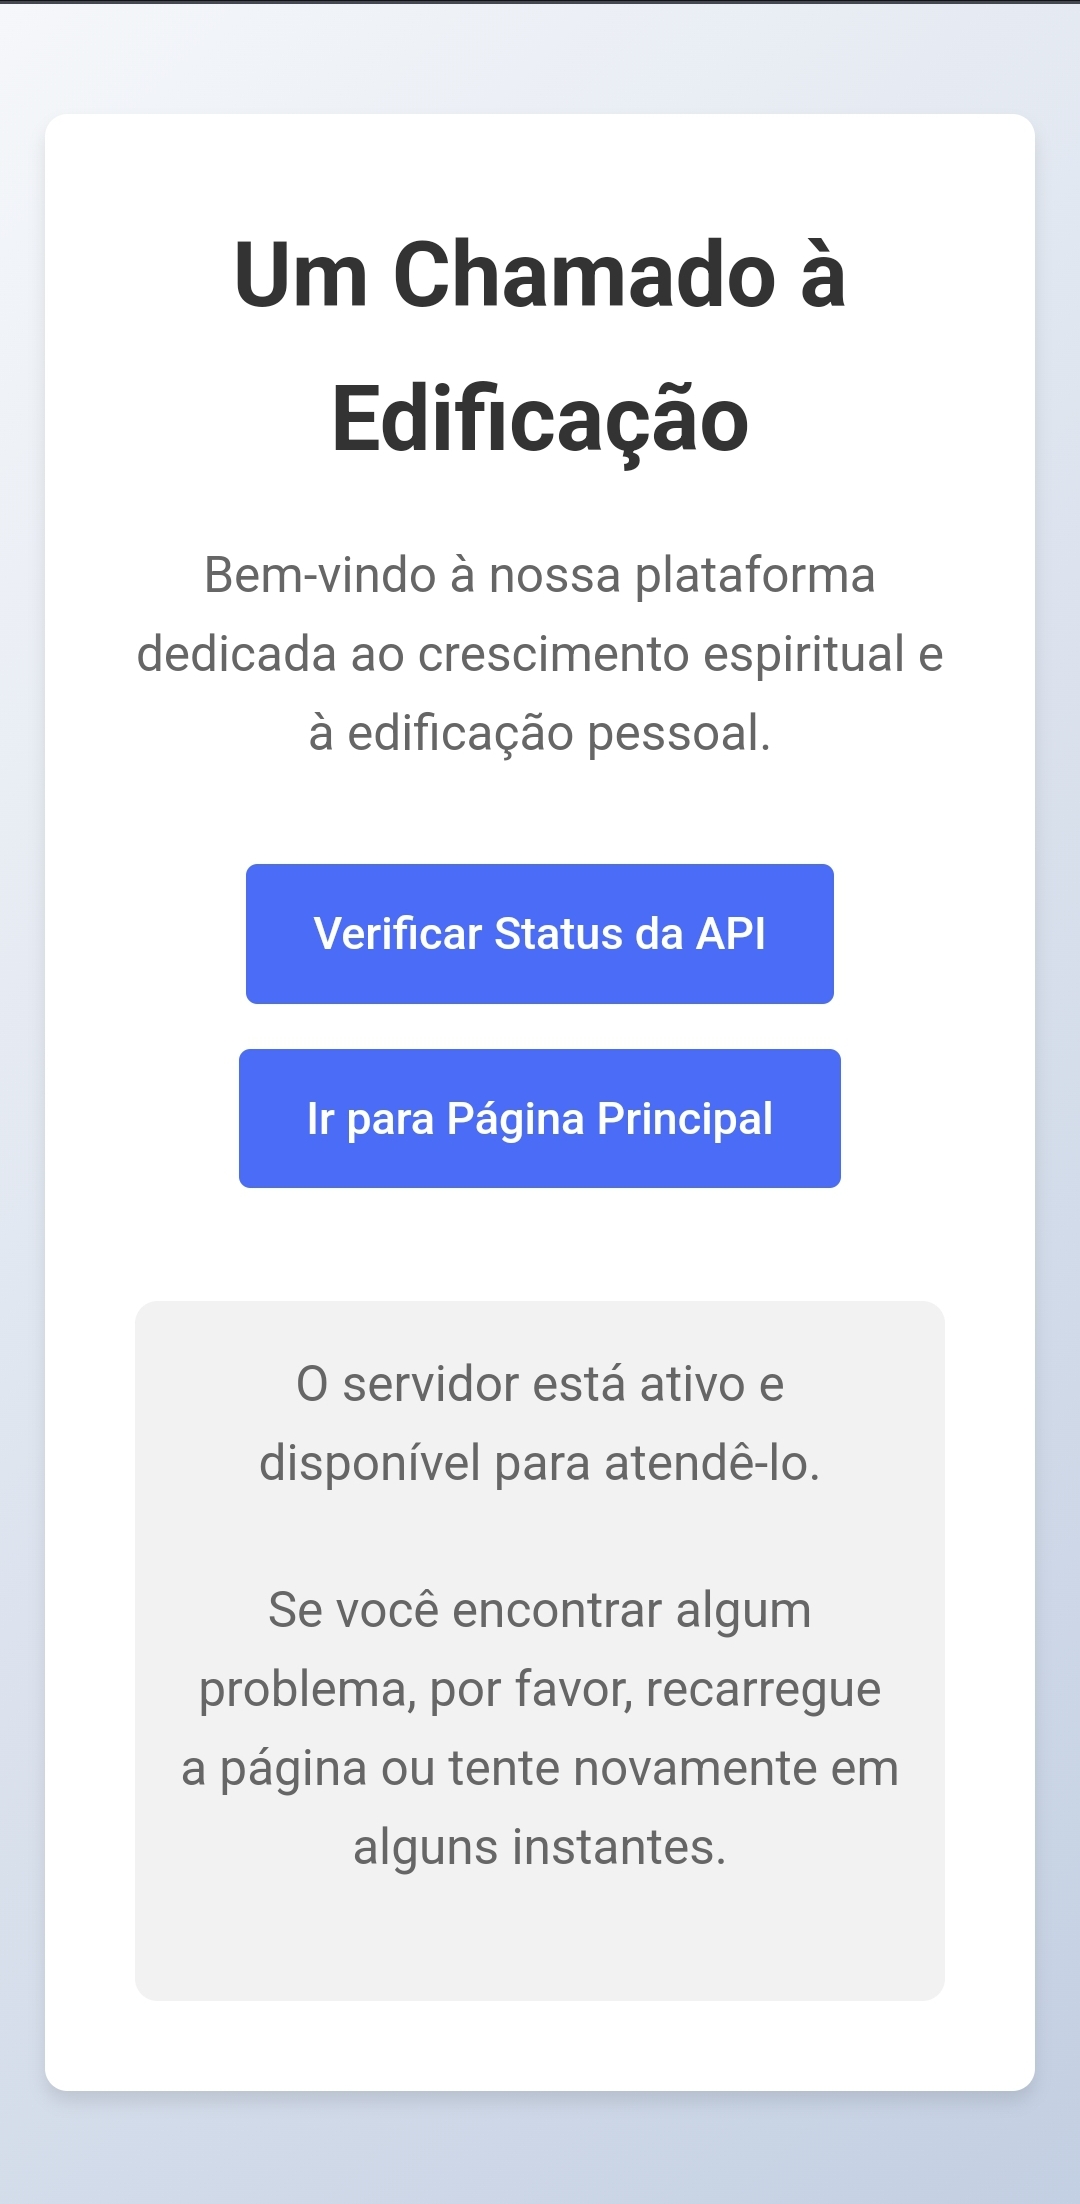 Um Chamado à
Edificação
Bem-vindo à nossa plataforma
dedicada ao crescimento espiritual e
à edificação pessoal.
Verificar Status da API
Ir para Página Principal
O servidor está ativo e
disponível para atendê-lo.
Se você encontrar algum
problema, por favor, recarregue
a página ou tente novamente em
alguns instantes.